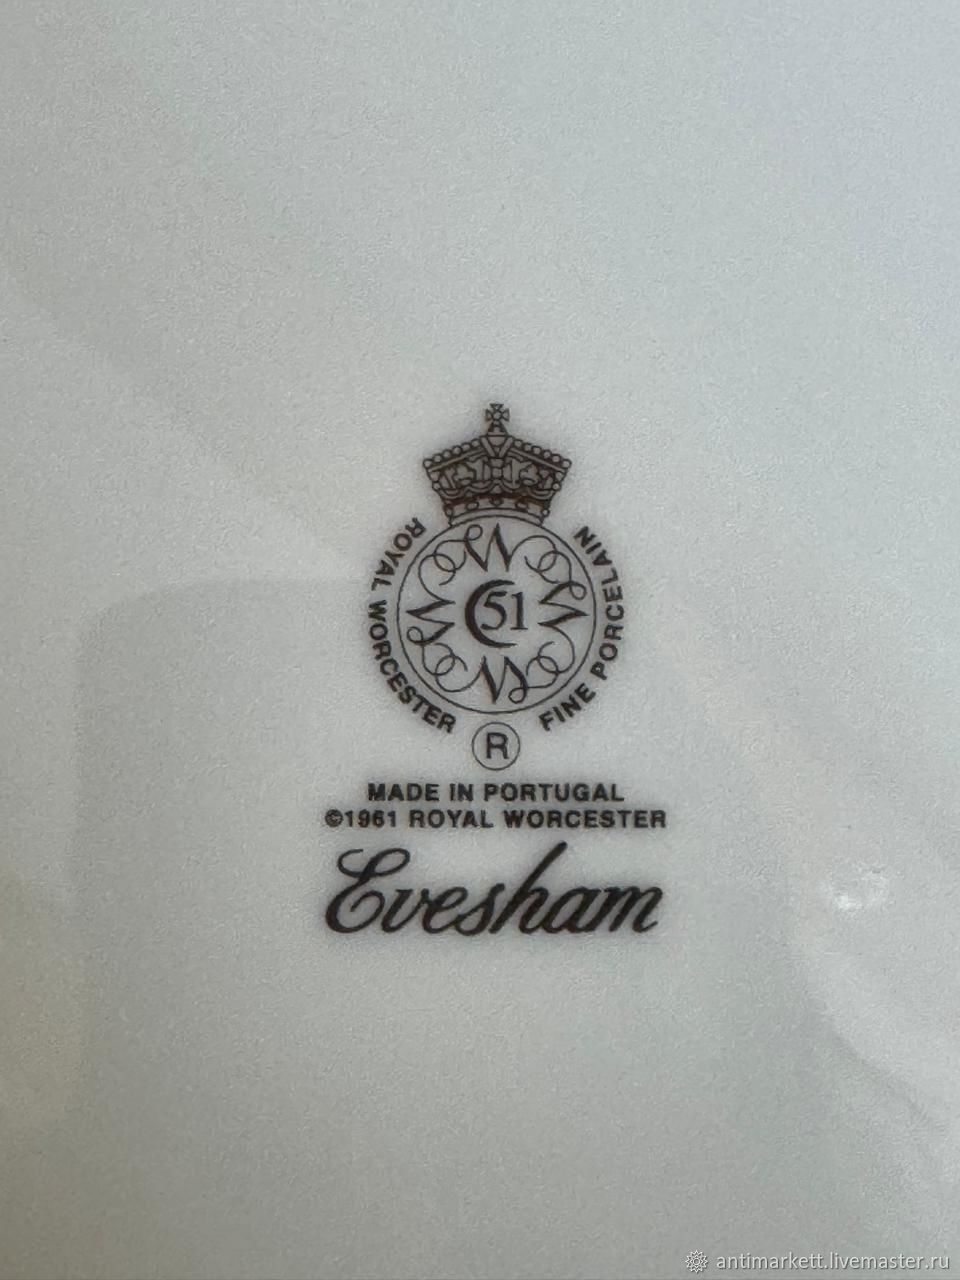 ROYAL WORCESTER
FINE PORCELAIN
51
R
MADE IN PORTUGAL
©1961 ROYAL WORCESTER
Evesham
antimarkett.livemaster.ru